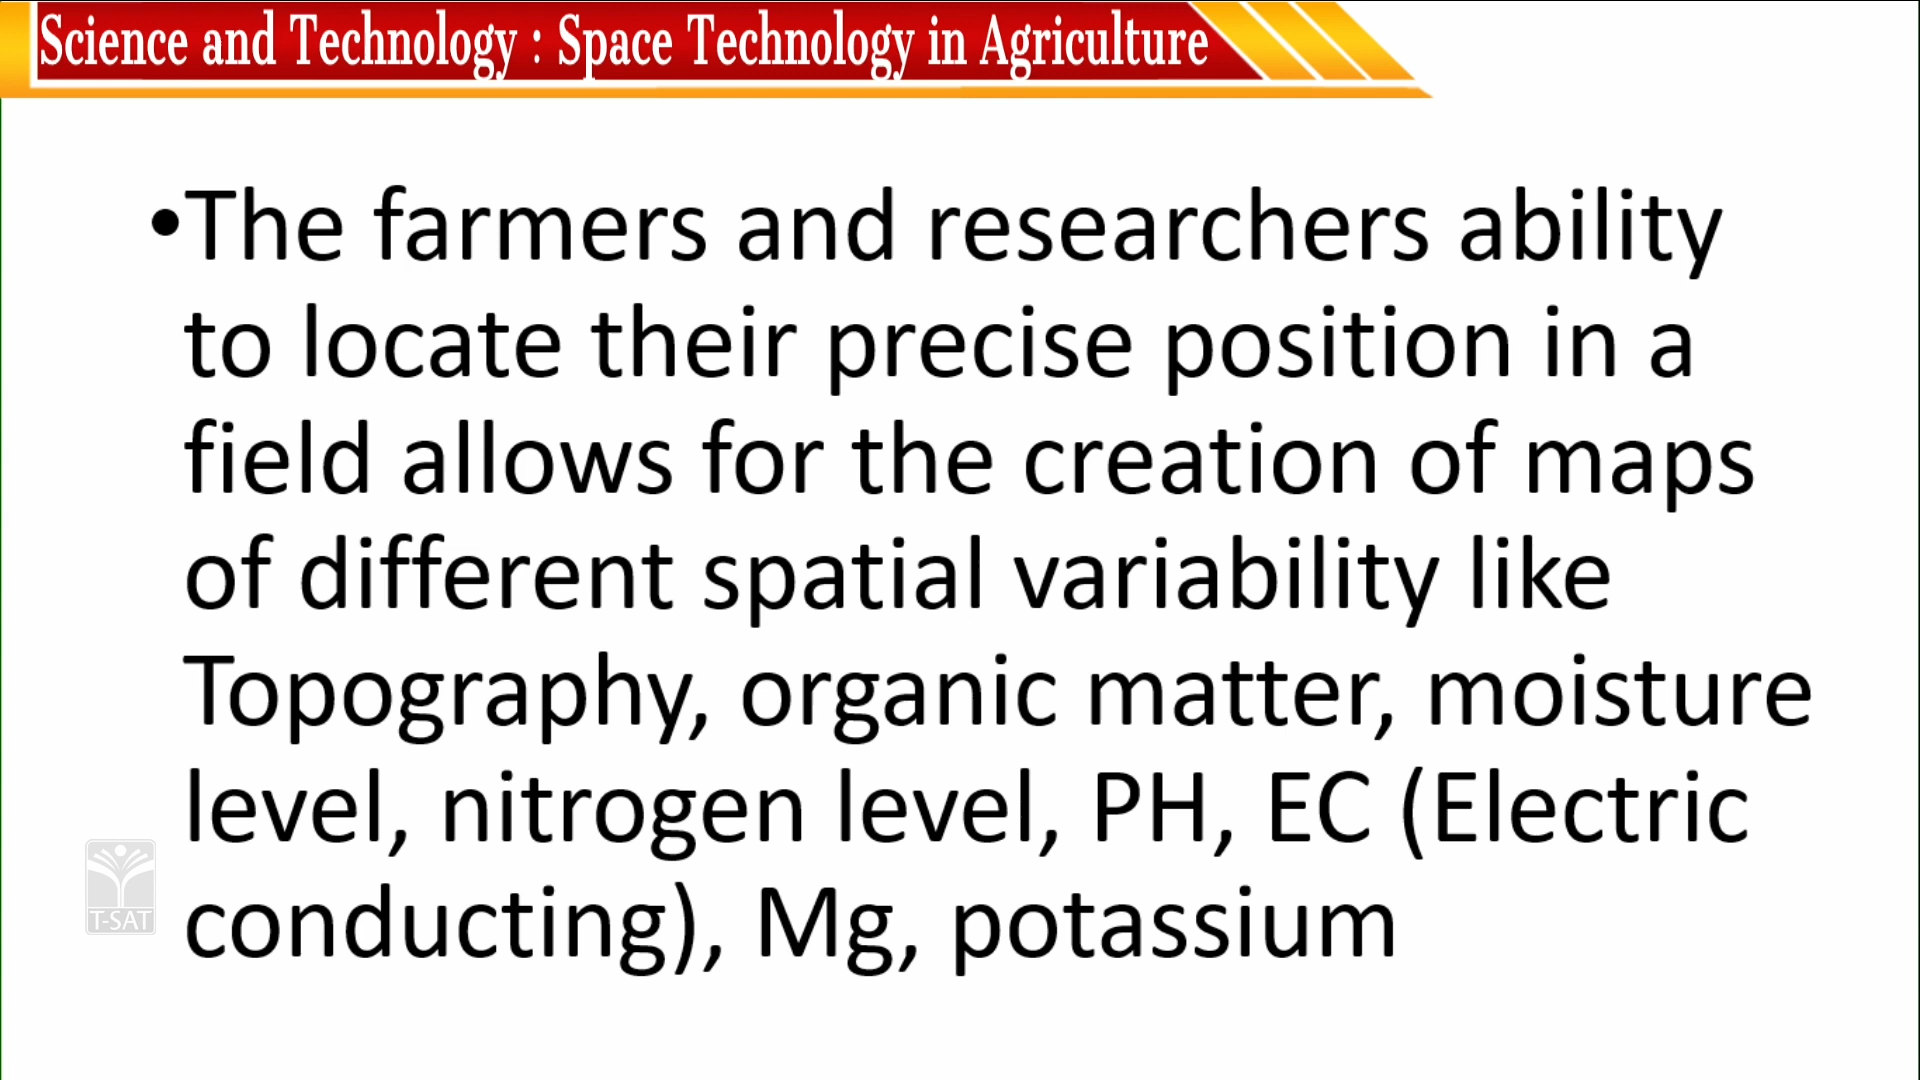 Science and Technology : Space Technology in Agriculture
•The farmers and researchers ability
to locate their precise position in a
field allows for the creation of maps
of different spatial variability like
Topography, organic matter, moisture
level, nitrogen level, PH, EC (Electric
conducting), Mg, potassium
T-SAT